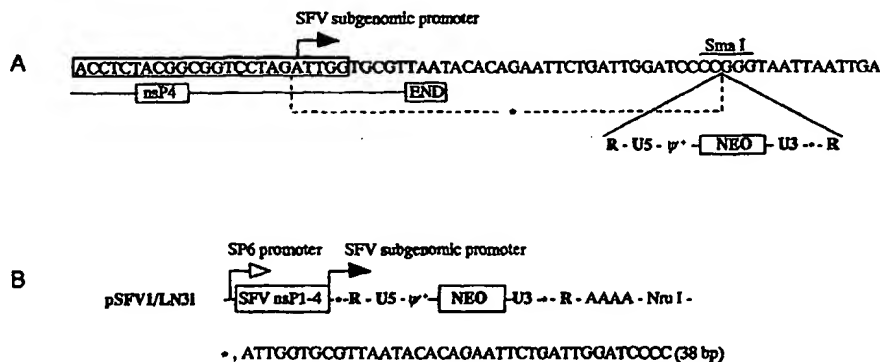 SFV subgenomic promoter
A
Sma I
ACCTCTACGGCGGTCCTAGATTGGTGCGTTAATACACAGAATTCTGATTGGATCCCCGGGTAATTAATTGA
nsP4
END
*
R - U5 - ψ⁺ - NEO - U3 - R
SP6 promoter
SFV subgenomic promoter
B
pSFV1/LN3i
SFV nsP1-4 * - R - U5 - ψ⁺ - NEO U3 - R - AAAA - Nru I -
* , ATTGGTGCGTTAATACACAGAATTCTGATTGGATCCCC (38 bp)